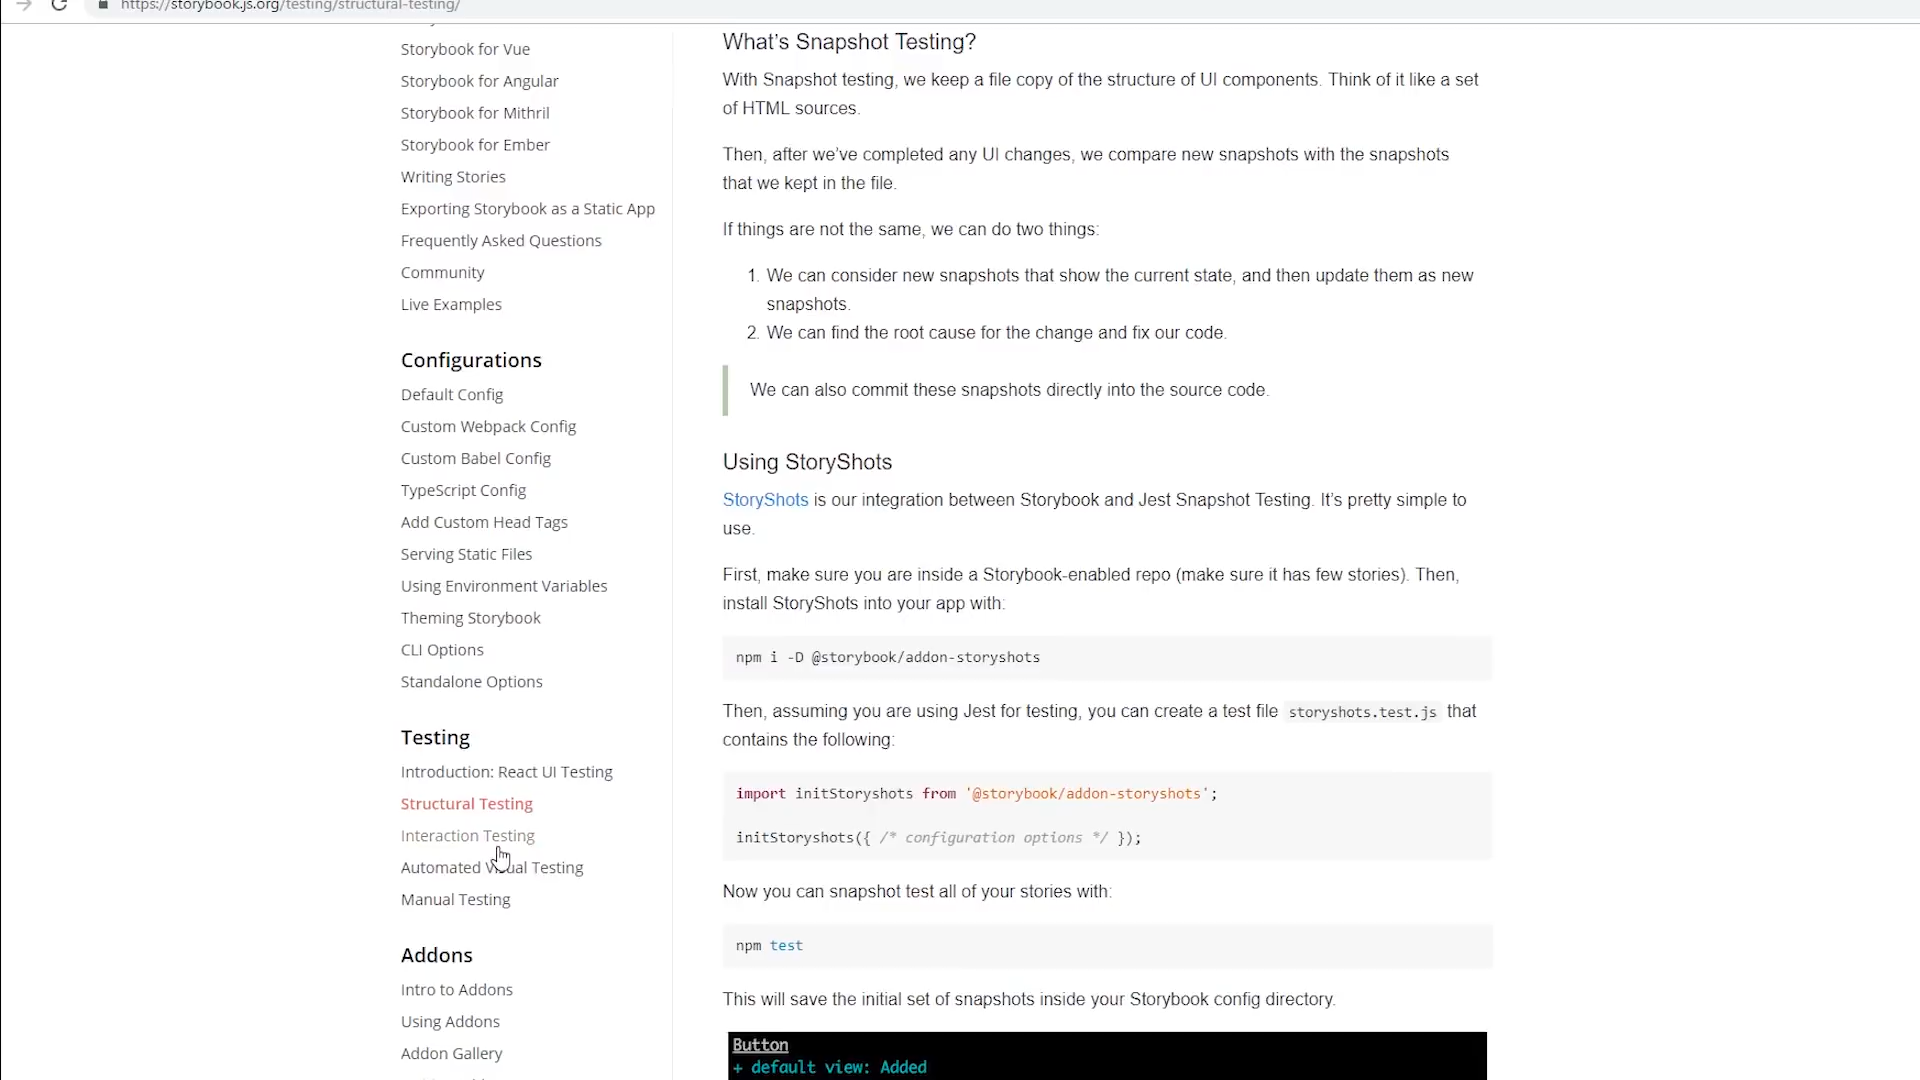 https://storybook.js.org/testing/structural-testing/
Storybook for Vue
Storybook for Angular
Storybook for Mithril
Storybook for Ember
Writing Stories
Exporting Storybook as a Static App
Frequently Asked Questions
Community
Live Examples
Configurations
Default Config
Custom Webpack Config
Custom Babel Config
TypeScript Config
Add Custom Head Tags
Serving Static Files
Using Environment Variables
Theming Storybook
CLI Options
Standalone Options
Testing
Introduction: React UI Testing
Structural Testing
Interaction Testing
Automated Visual Testing
Manual Testing
Addons
Intro to Addons
Using Addons
Addon Gallery
What’s Snapshot Testing?
With Snapshot testing, we keep a file copy of the structure of UI components. Think of it like a set
of HTML sources.
Then, after we’ve completed any UI changes, we compare new snapshots with the snapshots
that we kept in the file.
If things are not the same, we can do two things:
1. We can consider new snapshots that show the current state, and then update them as new
snapshots.
2. We can find the root cause for the change and fix our code.
We can also commit these snapshots directly into the source code.
Using StoryShots
StoryShots is our integration between Storybook and Jest Snapshot Testing. It’s pretty simple to
use.
First, make sure you are inside a Storybook-enabled repo (make sure it has few stories). Then,
install StoryShots into your app with:
npm i -D @storybook/addon-storyshots
Then, assuming you are using Jest for testing, you can create a test file storyshots.test.js that
contains the following:
import initStoryshots from '@storybook/addon-storyshots';
initStoryshots({ /* configuration options */ });
Now you can snapshot test all of your stories with:
npm test
This will save the initial set of snapshots inside your Storybook config directory.
Button
+ default view: Added